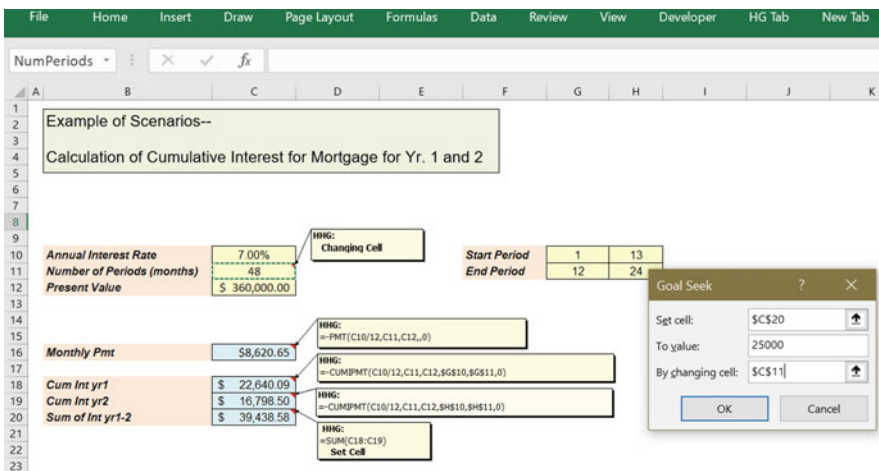 File Home Insert Draw Page Layout Formulas Data Review View Developer HG Tab New Tab
NumPeriods fx
A B C D E F G H I J K
1
2 Example of Scenarios--
3
4 Calculation of Cumulative Interest for Mortgage for Yr. 1 and 2
5
6
7
8
9 HHG:
Changing Cell
10 Annual Interest Rate 7.00% Start Period 1 13
11 Number of Periods (months) 48 End Period 12 24
12 Present Value $ 360,000.00
13
14 HHG:
15 =-PMT(C10/12,C11,C12,,0)
16 Monthly Pmt $8,620.65
17 HHG:
=-CUMIPMT(C10/12,C11,C12,$G$10,$G$11,0)
18 Cum Int yr1 $ 22,640.09
HHG:
19 Cum Int yr2 $ 16,798.50 =-CUMIPMT(C10/12,C11,C12,$H$10,$H$11,0)
20 Sum of Int yr1-2 $ 39,438.58
21 HHG:
=SUM(C18:C19)
22 Set Cell
23
Goal Seek ? ×
Set cell: $C$20
To value: 25000
By changing cell: $C$11
OK Cancel